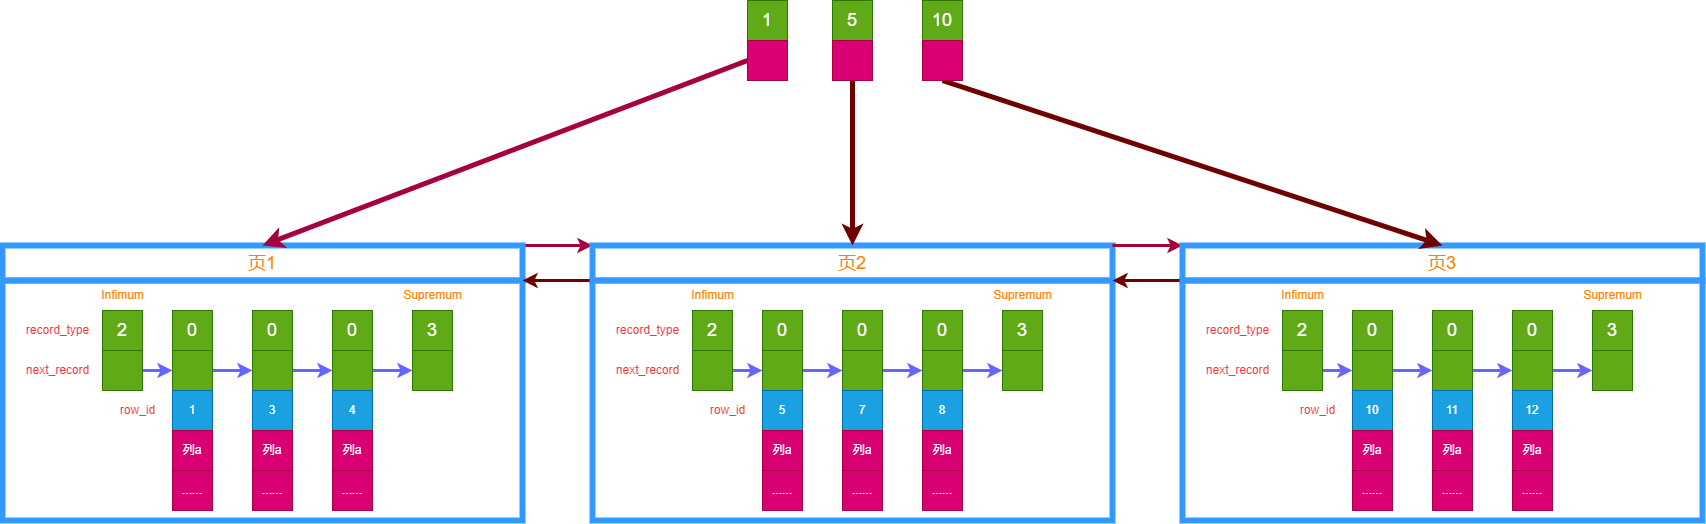 1 5 10
页1 页2 页3
Infimum Supremum Infimum Supremum Infimum Supremum
record_type 2 0 0 0 3 record_type 2 0 0 0 3 record_type 2 0 0 0 3
next_record next_record next_record
row_id 1 3 4 row_id 5 7 8 row_id 10 11 12
列a 列a 列a 列a 列a 列a 列a 列a 列a
...... ...... ...... ...... ...... ...... ...... ...... ......